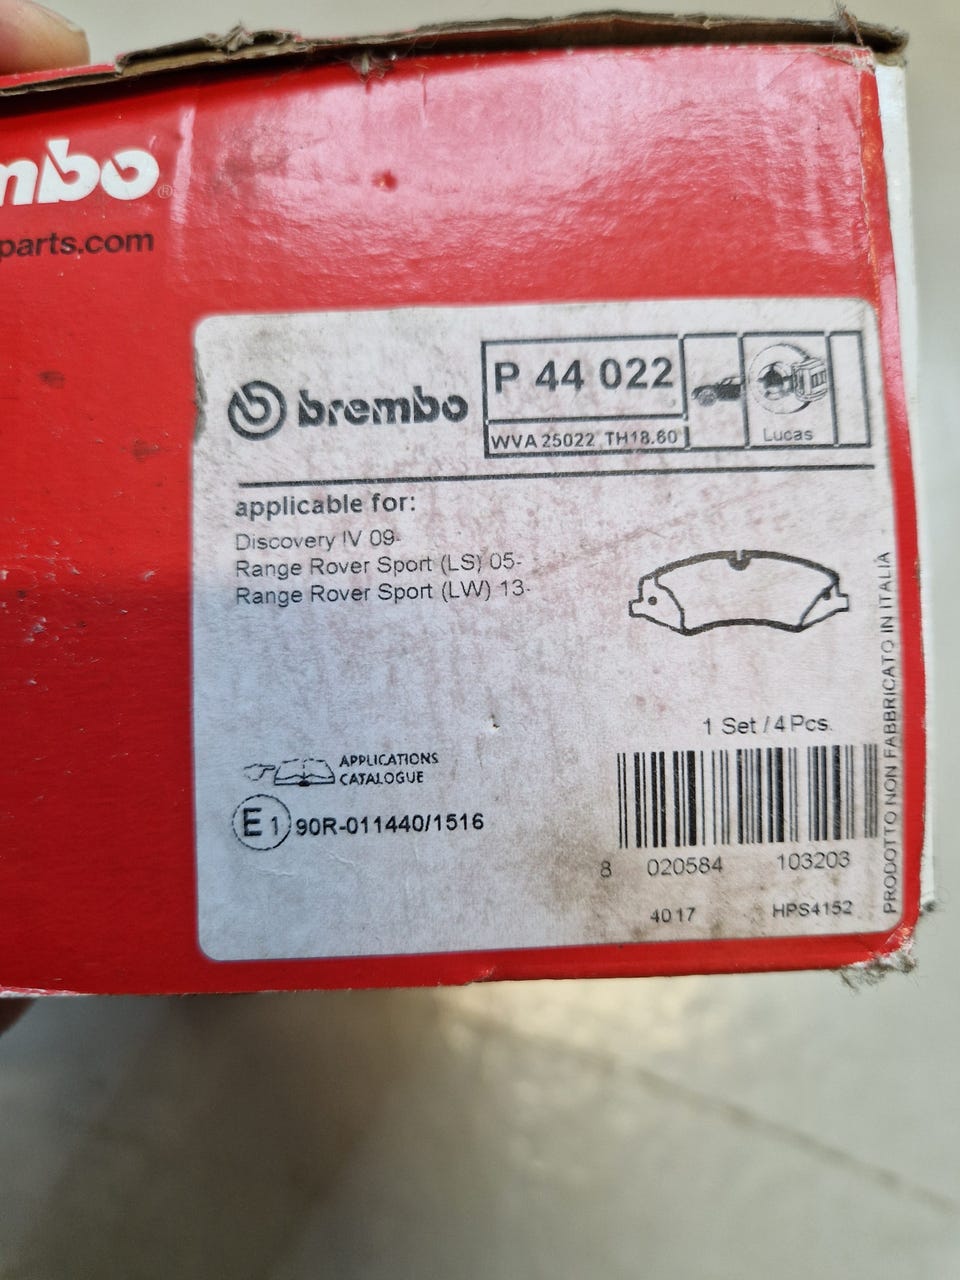 mbo®
parts.com
brembo
P 44 022
WVA 25022 TH18.60
Lucas
applicable for:
Discovery IV 09-
Range Rover Sport (LS) 05-
Range Rover Sport (LW) 13-
1 Set / 4 Pcs.
APPLICATIONS
CATALOGUE
E1 90R-011440/1516
8 020584 103203
4017 HPS4152
PRODOTTO NON FABBRICATO IN ITALIA